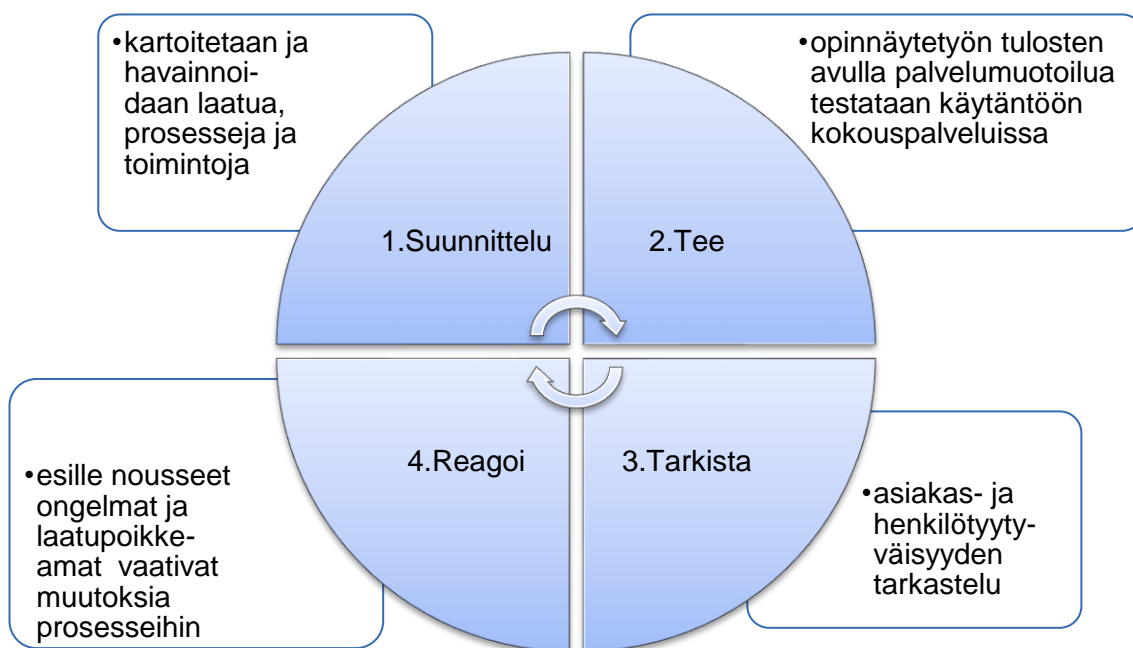 •kartoitetaan ja
havainnoi-
daan laatua,
prosesseja ja
toimintoja
•opinnäytetyön tulosten
avulla palvelumuotoilua
testataan käytäntöön
kokouspalveluissa
1.Suunnittelu
2.Tee
4.Reagoi
3.Tarkista
•esille nousseet
ongelmat ja
laatupoikke-
amat vaativat
muutoksia
prosesseihin
•asiakas- ja
henkilötyyty-
väisyyden
tarkastelu